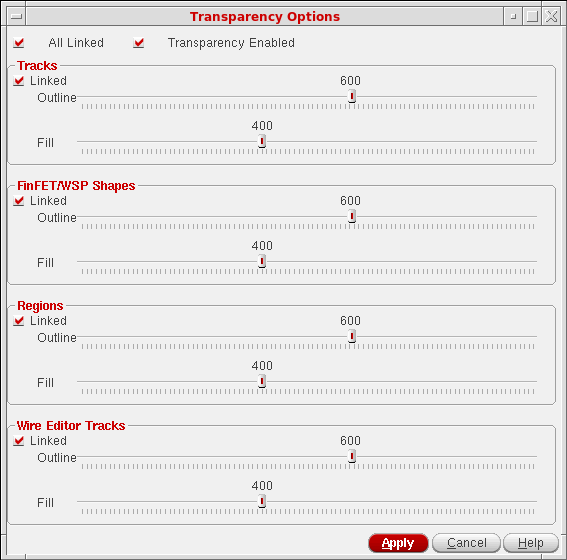 Transparency Options
All Linked Transparency Enabled
Tracks
Linked 600
Outline
400
Fill
FinFET/WSP Shapes
Linked 600
Outline
400
Fill
Regions
Linked 600
Outline
400
Fill
Wire Editor Tracks
Linked 600
Outline
400
Fill
Apply Cancel Help